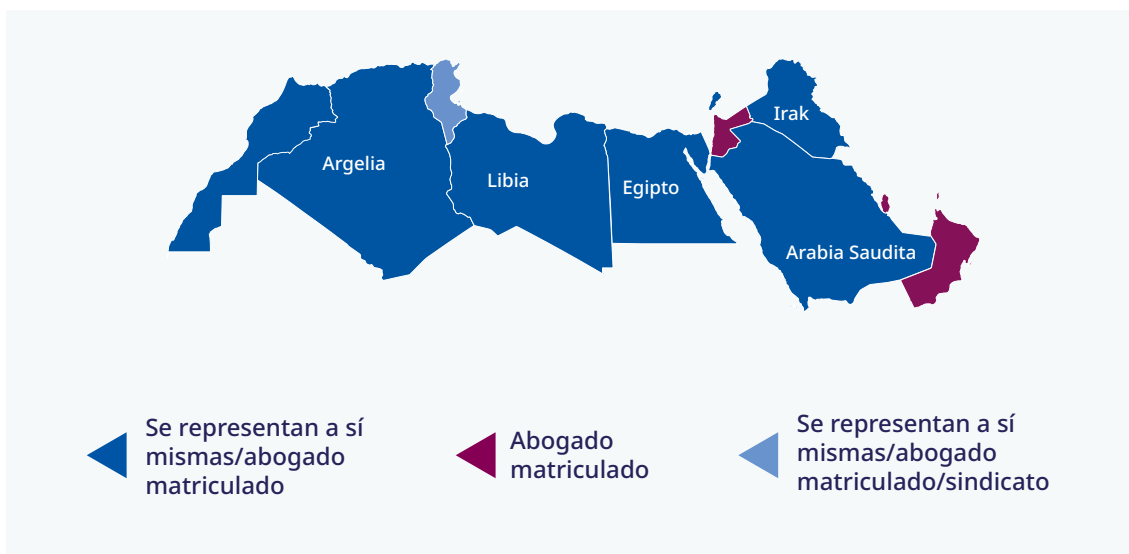 Irak
Argelia
Libia
Egipto
Arabia Saudita
Se representan a sí
mismas/abogado
matriculado
Abogado
matriculado
Se representan a sí
mismas/abogado
matriculado/sindicato